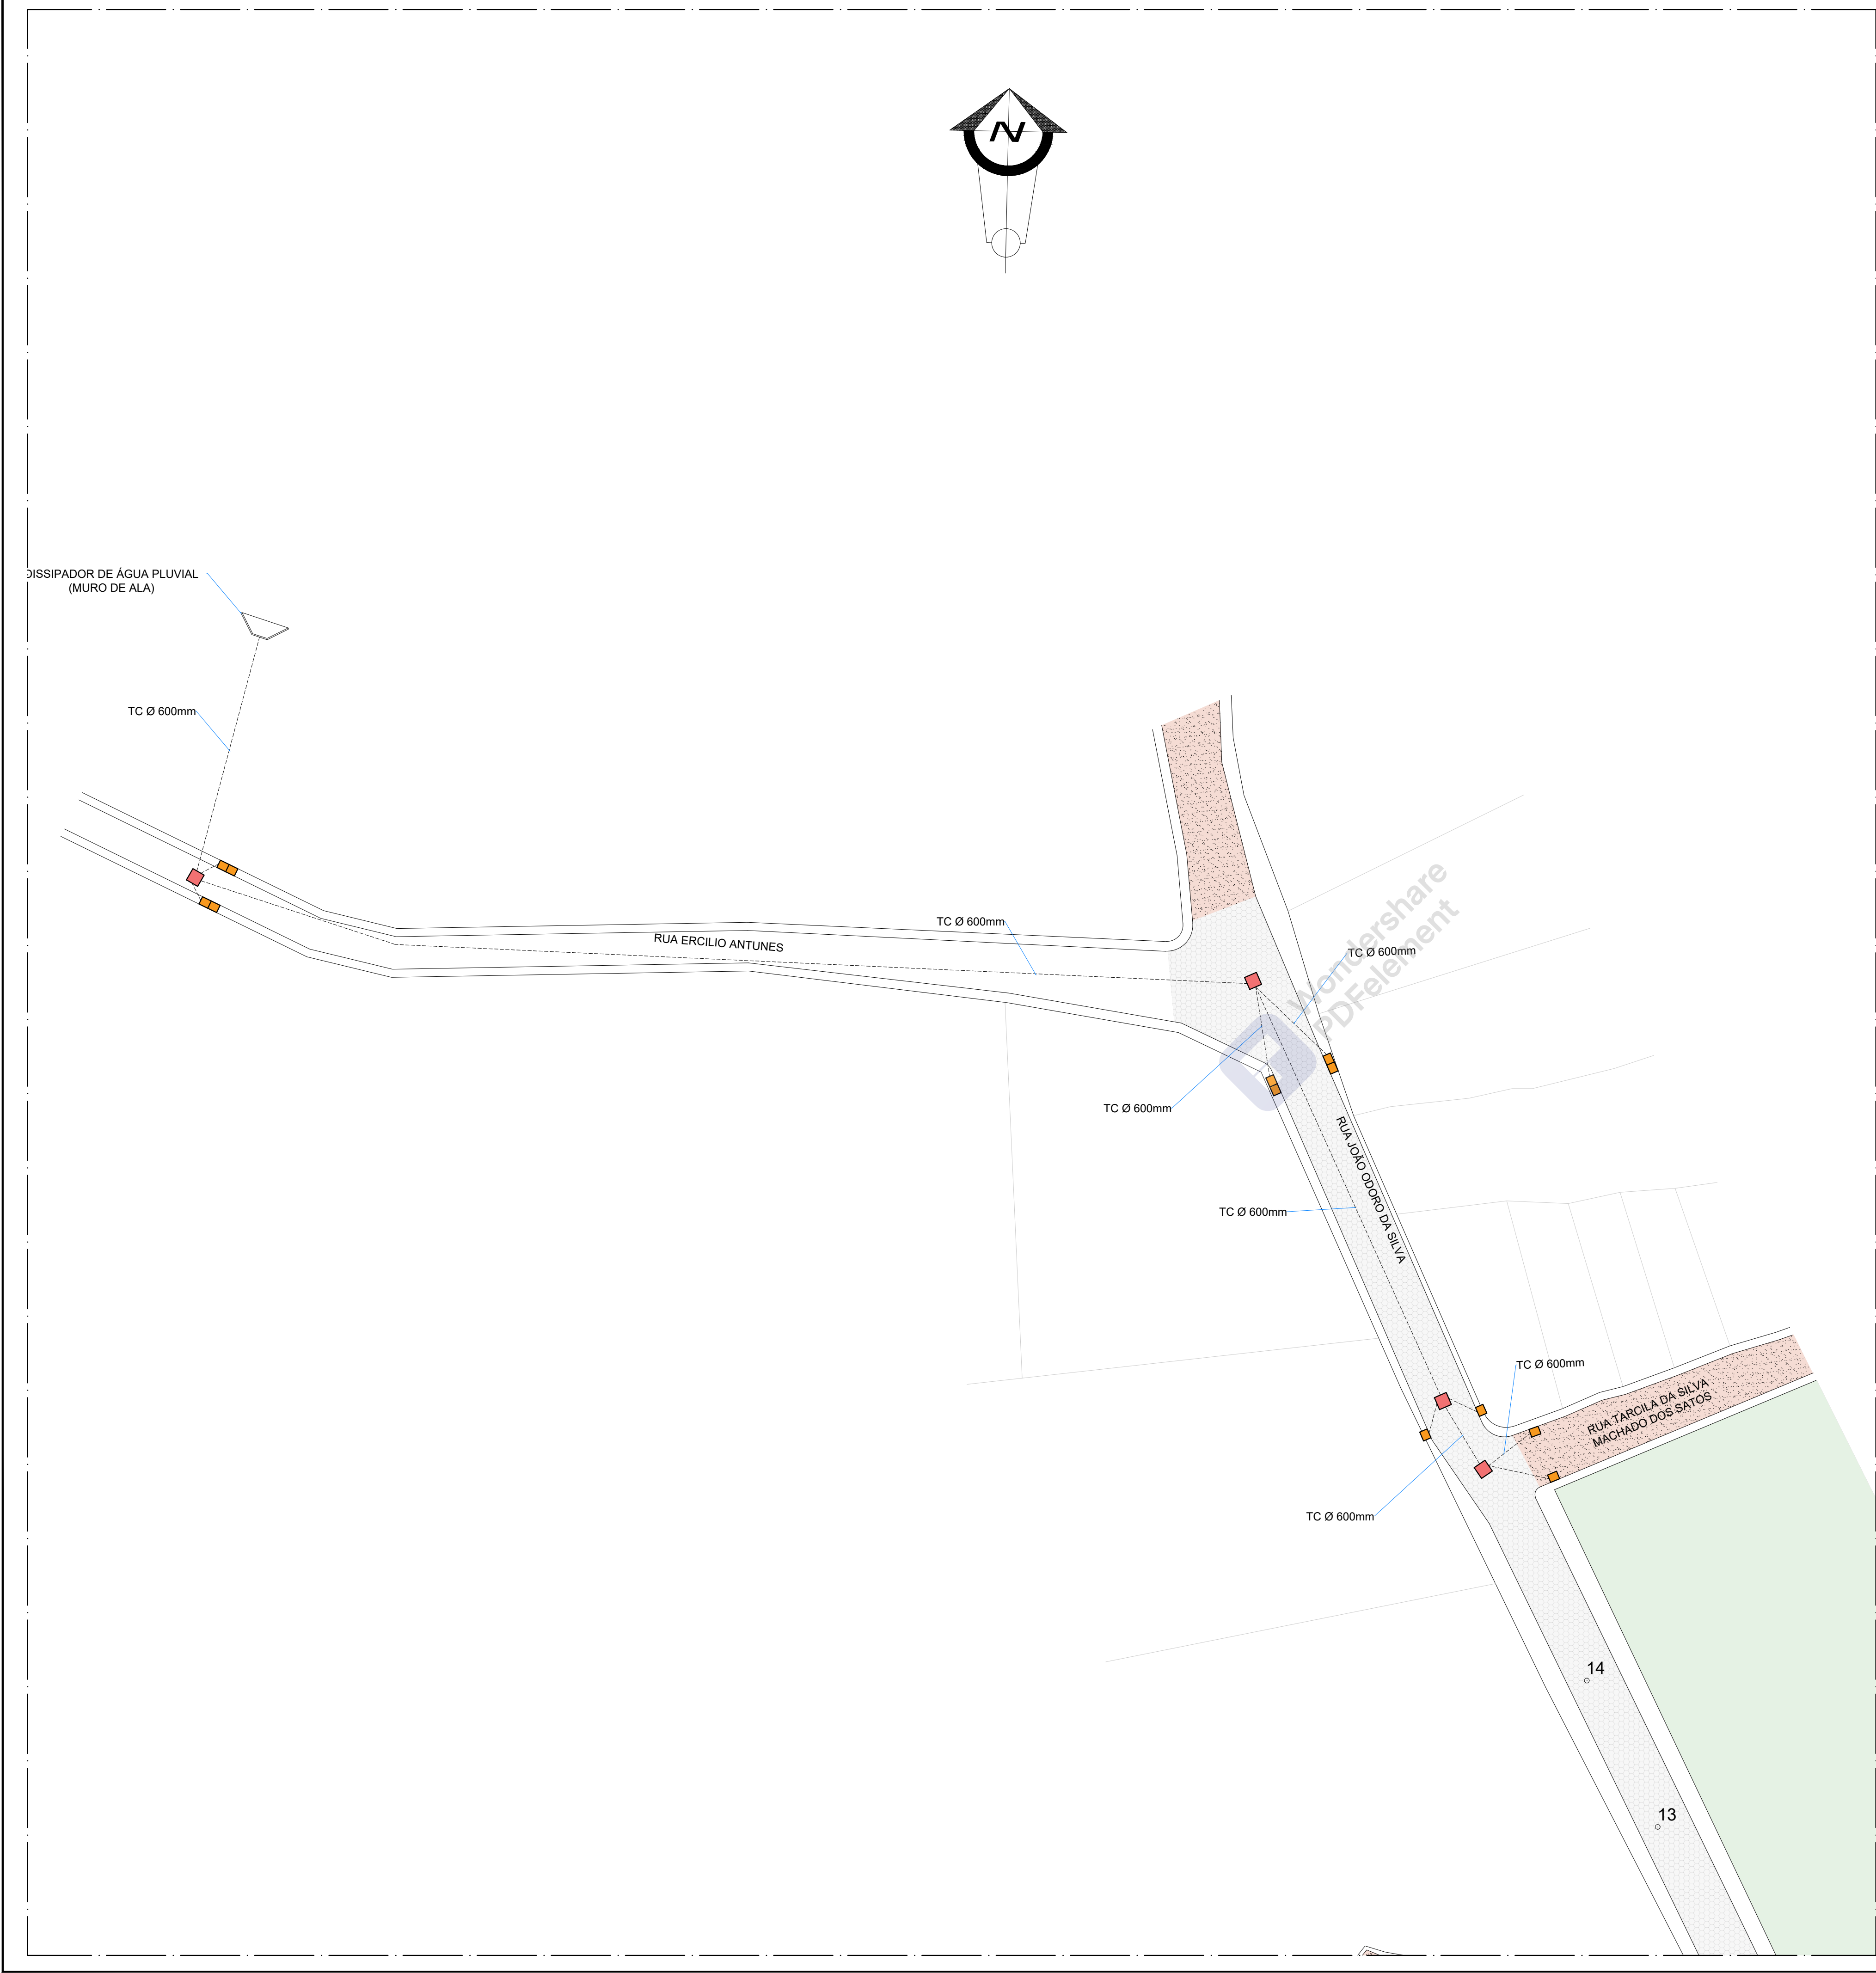 N
DISSIPADOR DE ÁGUA PLUVIAL
(MURO DE ALA)
TC Ø 600mm
TC Ø 600mm
RUA ERCILIO ANTUNES
Wondershare
PDFelement
TC Ø 600mm
TC Ø 600mm
RUA JOÃO ODORO DA SILVA
TC Ø 600mm
TC Ø 600mm
RUA TARCILA DA SILVA
MACHADO DOS SATOS
TC Ø 600mm
14
13